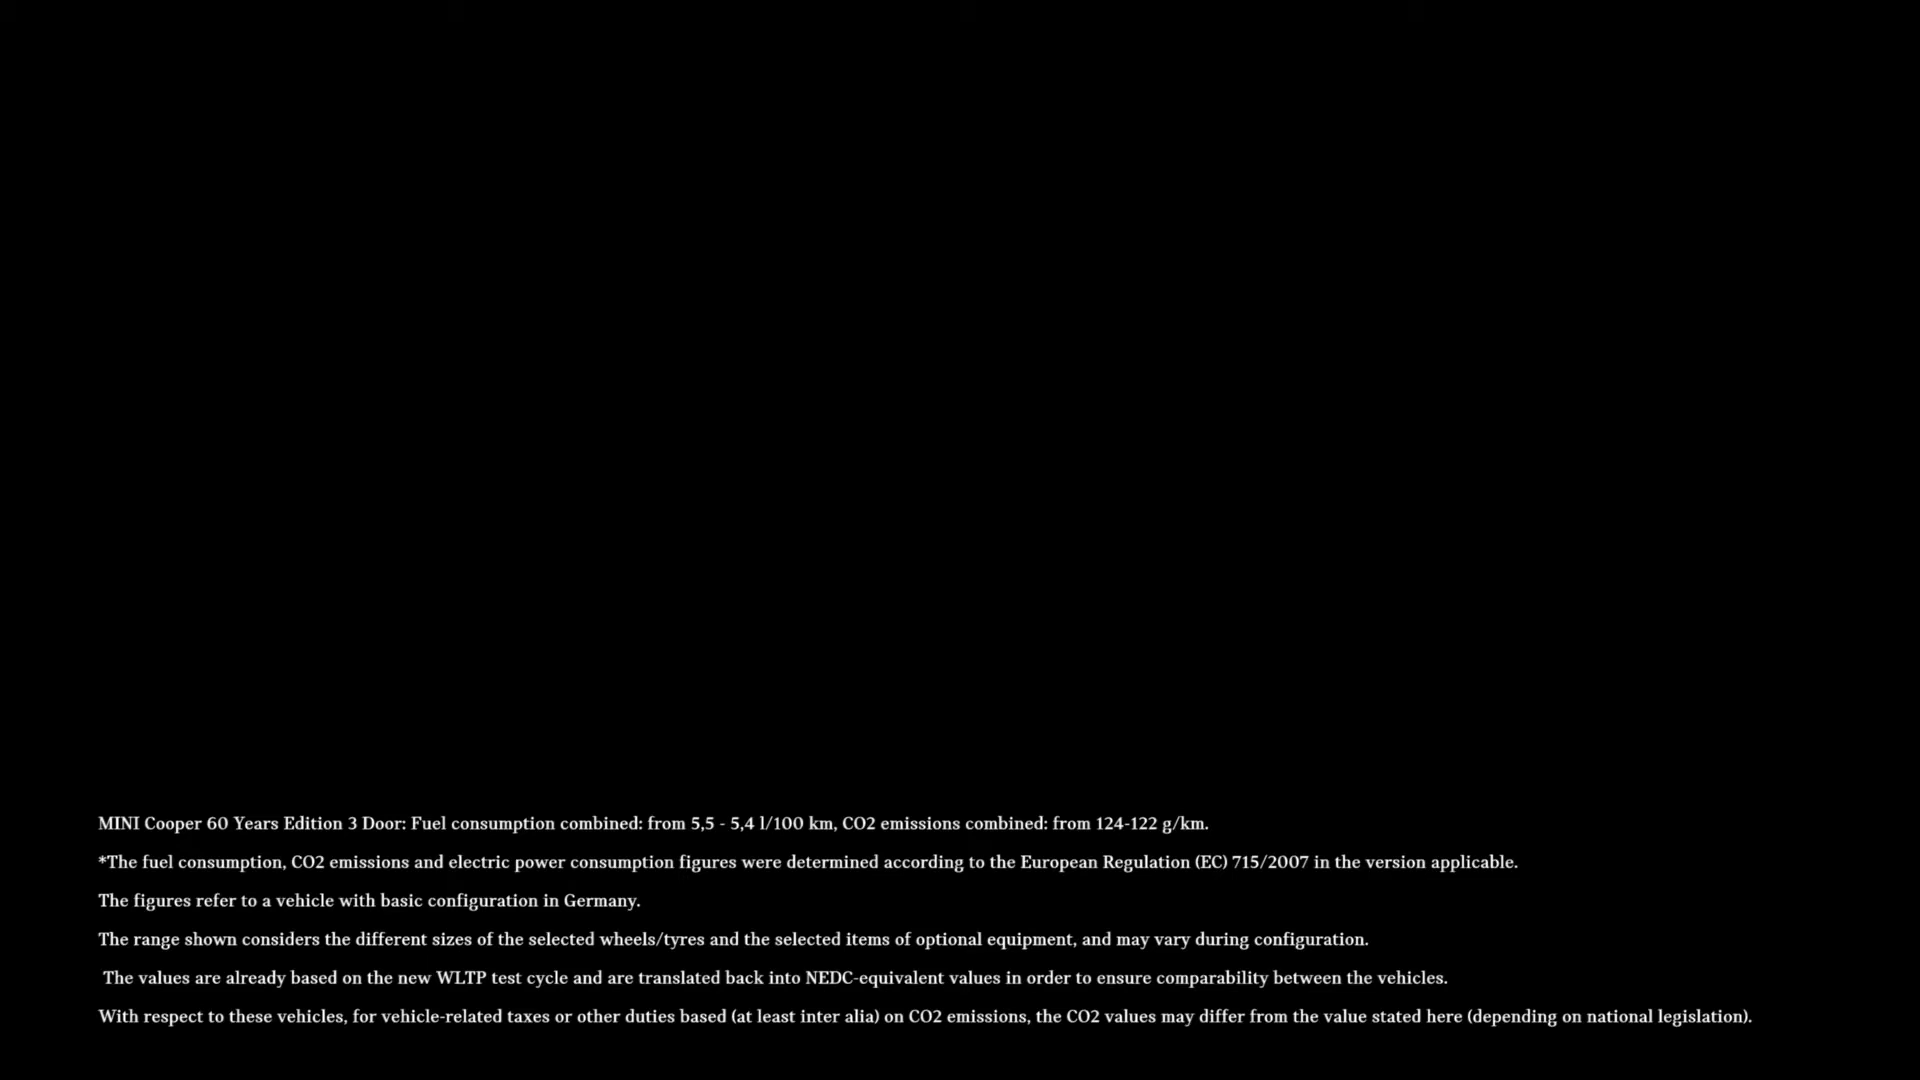 MINI Cooper 60 Years Edition 3 Door: Fuel consumption combined: from 5,5 - 5,4 l/100 km, CO2 emissions combined: from 124-122 g/km.
*The fuel consumption, CO2 emissions and electric power consumption figures were determined according to the European Regulation (EC) 715/2007 in the version applicable.
The figures refer to a vehicle with basic configuration in Germany.
The range shown considers the different sizes of the selected wheels/tyres and the selected items of optional equipment, and may vary during configuration.
The values are already based on the new WLTP test cycle and are translated back into NEDC-equivalent values in order to ensure comparability between the vehicles.
With respect to these vehicles, for vehicle-related taxes or other duties based (at least inter alia) on CO2 emissions, the CO2 values may differ from the value stated here (depending on national legislation).